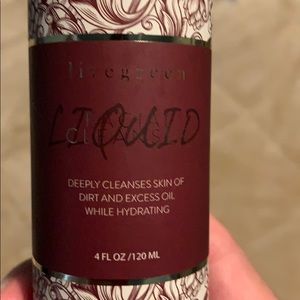 livegreen
LIQUID
DEEPLY CLEANSES SKIN OF
DIRT AND EXCESS OIL
WHILE HYDRATING
4 FL OZ/120 ML